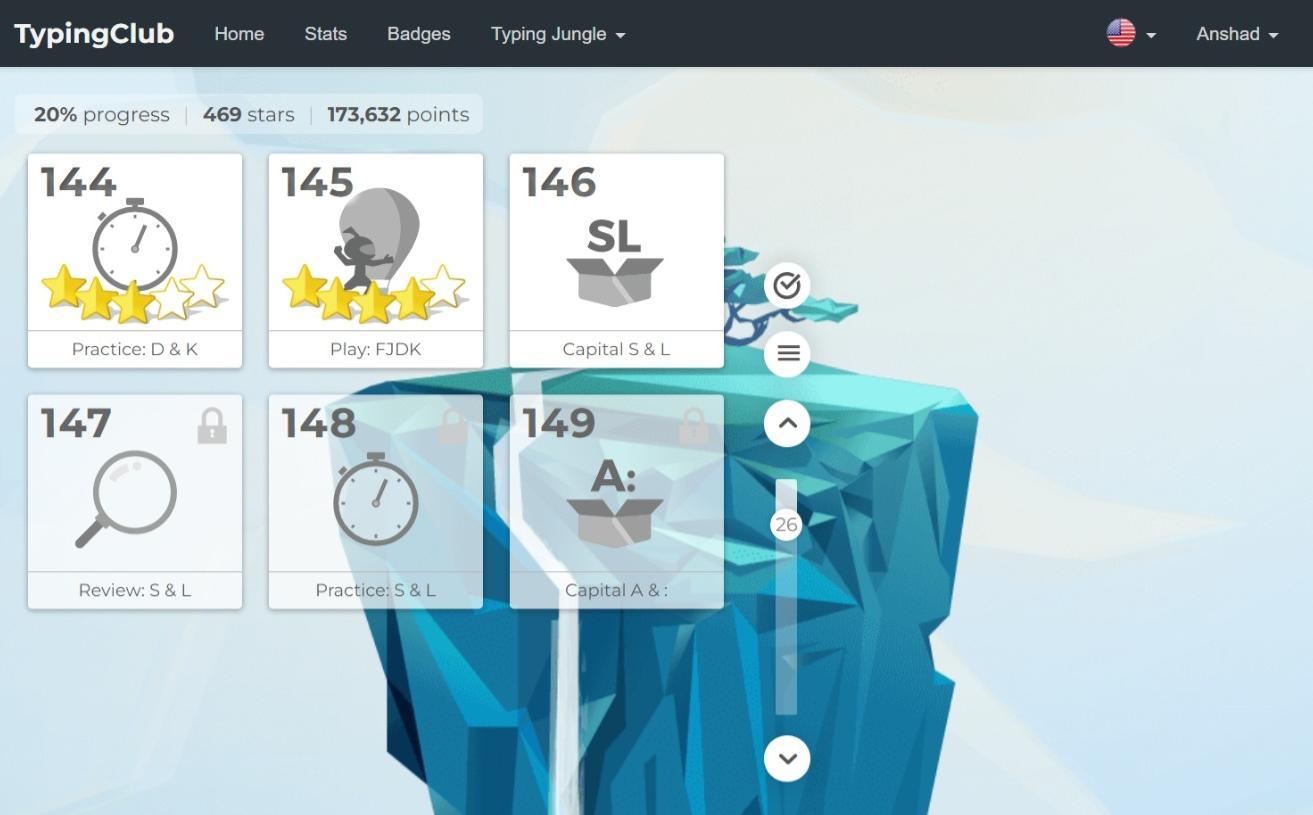 TypingClub Home Stats Badges Typing Jungle Anshad
20% progress | 469 stars | 173,632 points
144 145 146
SL
Practice: D & K Play: FJDK Capital S & L
147 148 149
A:
26
Review: S & L Practice: S & L Capital A & :